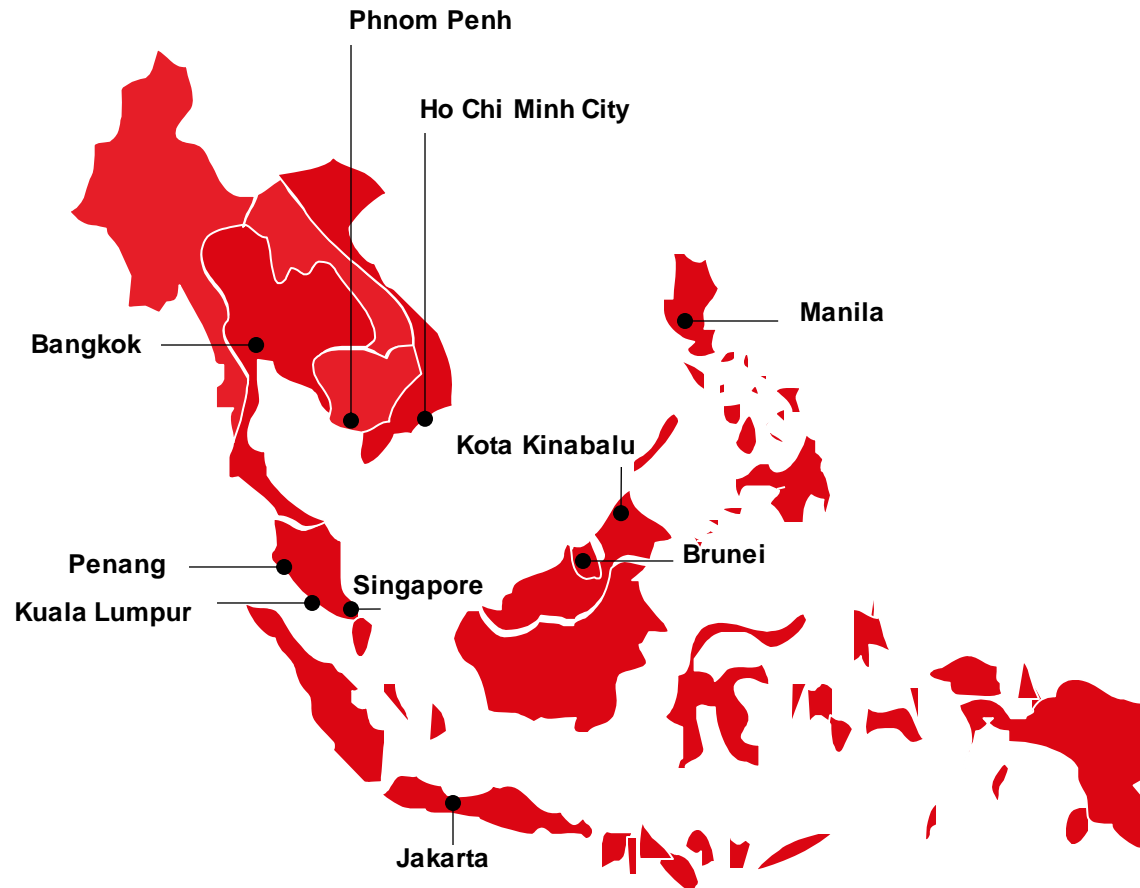 Phnom Penh
Ho Chi Minh City
Manila
Bangkok
Kota Kinabalu
Brunei
Penang
Singapore
Kuala Lumpur
Jakarta